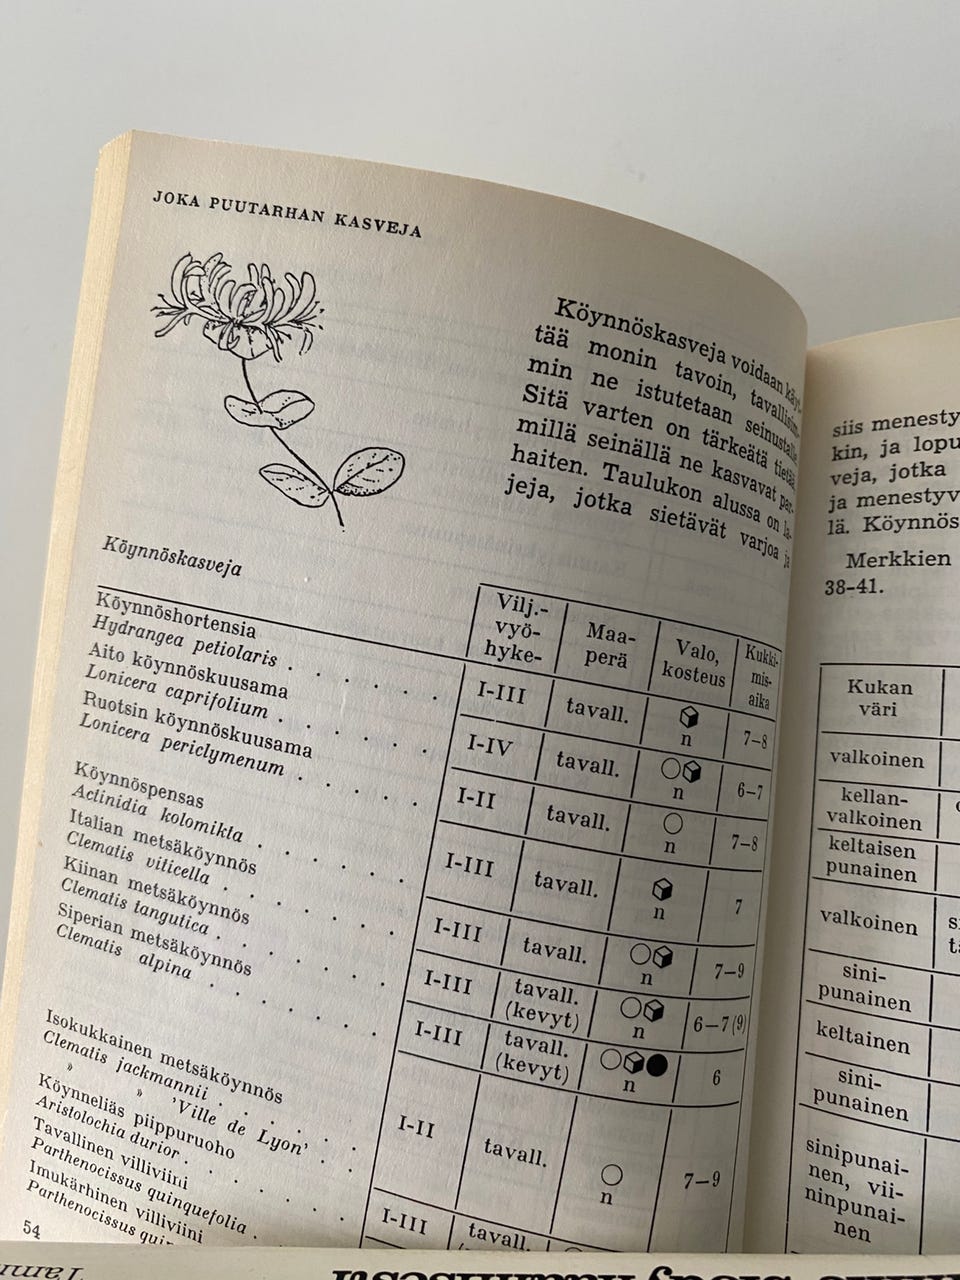 JOKA PUUTARHAN KASVEJA
Köynnöskasveja voidaan käyt-
tää monin tavoin, tavallisim-
min ne istutetaan seinustalle.
Sitä varten on tärkeätä tietää
millä seinällä ne kasvavat par-
haiten. Taulukon alussa on la-
jeja, jotka sietävät varjoa ja
Köynnöskasveja
Vilj.-
vyö-
hyke-
Maa-
perä
Valo,
kosteus
Kukki-
mis-
aika
Köynnöshortensia
Hydrangea petiolaris . . . . . . I-III tavall. n 7-8
Aito köynnöskuusama
Lonicera caprifolium . . . . . . I-IV tavall. n 6-7
Ruotsin köynnöskuusama
Lonicera periclymenum . . . . . I-II tavall. n 7-8
Köynnöspensas
Actinidia kolomikla . . . . . . I-III tavall. n 7
Italian metsäköynnös
Clematis viticella . . . . . . I-III tavall. n 7-9
Kiinan metsäköynnös
Clematis tangutica . . . . . . I-III tavall. (kevyt) n 6-7 (9)
Siperian metsäköynnös
Clematis alpina . . . . . . I-III tavall. (kevyt) n 6
Isokukkainen metsäköynnös
Clematis jackmannii . . . . . I-II tavall. n 7-9
» » 'Ville de Lyon' . .
Köynneliäs piippuruoho
Aristolochia durior . . . . . . I-III tavall.
Tavallinen villiviini
Parthenocissus quinquefolia
Imukärhinen villiviini
Parthenocissus qui
54
siis menesty
kin, ja lopu
veja, jotka
ja menestyv
lä. Köynnös
Merkkien
38-41.
Kukan
väri
valkoinen
kellan-
valkoinen
keltaisen
punainen
valkoinen
sini-
punainen
keltainen
sini-
punainen
sinipunai-
nen, vii-
ninpunai-
nen